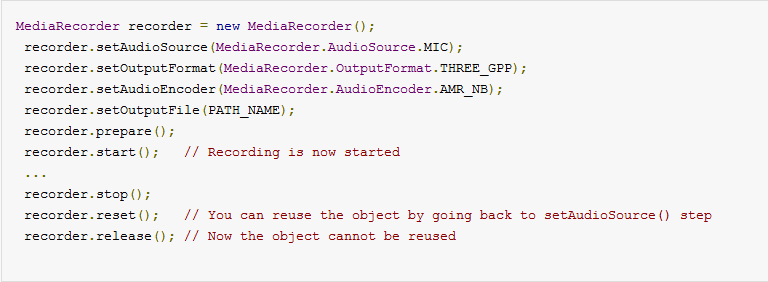 MediaRecorder recorder = new MediaRecorder();
recorder.setAudioSource(MediaRecorder.AudioSource.MIC);
recorder.setOutputFormat(MediaRecorder.OutputFormat.THREE_GPP);
recorder.setAudioEncoder(MediaRecorder.AudioEncoder.AMR_NB);
recorder.setOutputFile(PATH_NAME);
recorder.prepare();
recorder.start();   // Recording is now started
...
recorder.stop();
recorder.reset();   // You can reuse the object by going back to setAudioSource() step
recorder.release(); // Now the object cannot be reused